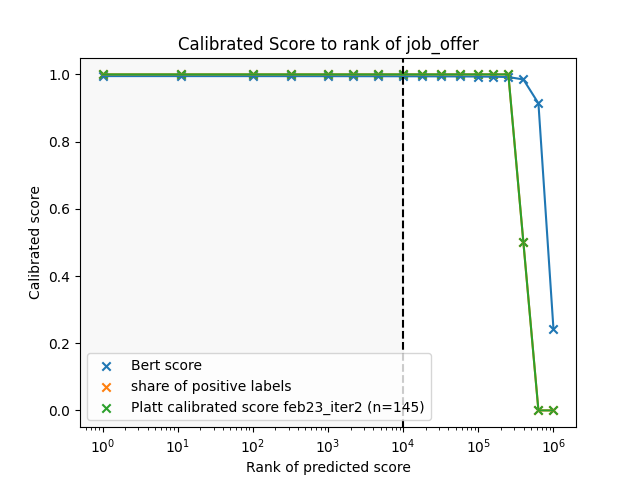 Calibrated Score to rank of job_offer
Calibrated score
1.0
0.8
0.6
0.4
0.2
0.0
Bert score
share of positive labels
Platt calibrated score feb23_iter2 (n=145)
10⁰ 10¹ 10² 10³ 10⁴ 10⁵ 10⁶
Rank of predicted score